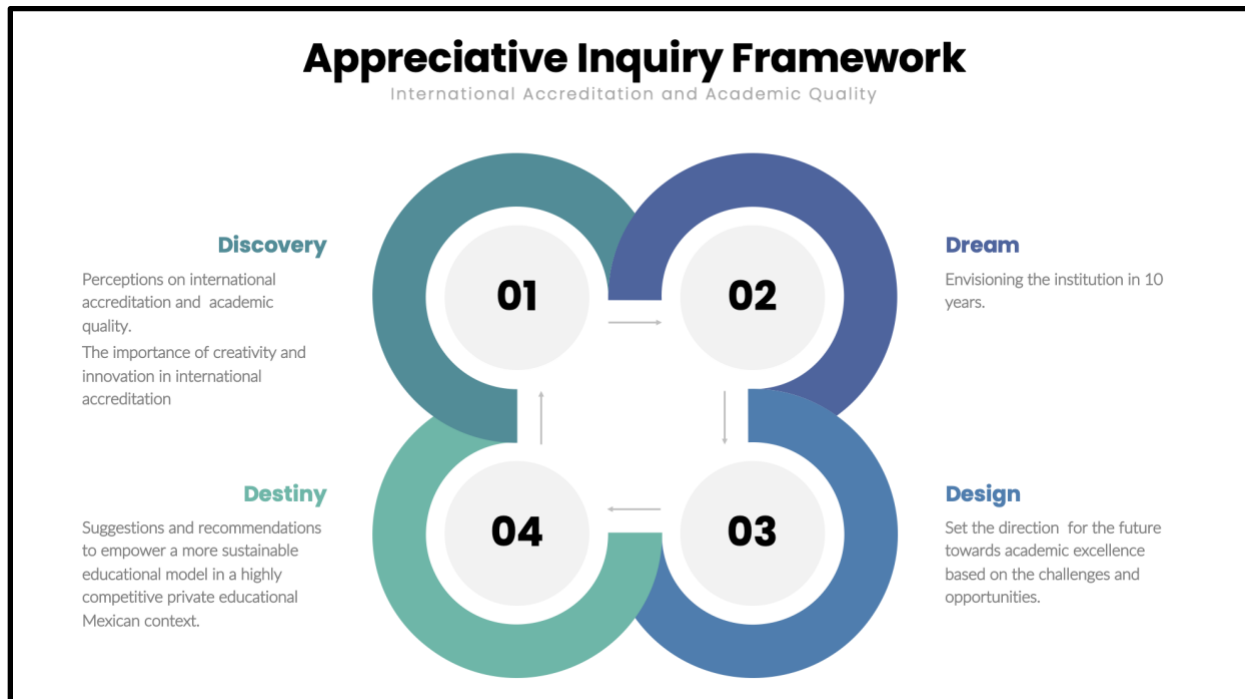 Appreciative Inquiry Framework
International Accreditation and Academic Quality
01
Discovery
Perceptions on international
accreditation and academic
quality.
The importance of creativity and
innovation in international
accreditation
02
Dream
Envisioning the institution in 10
years.
03
Design
Set the direction for the future
towards academic excellence
based on the challenges and
opportunities.
04
Destiny
Suggestions and recommendations
to empower a more sustainable
educational model in a highly
competitive private educational
Mexican context.